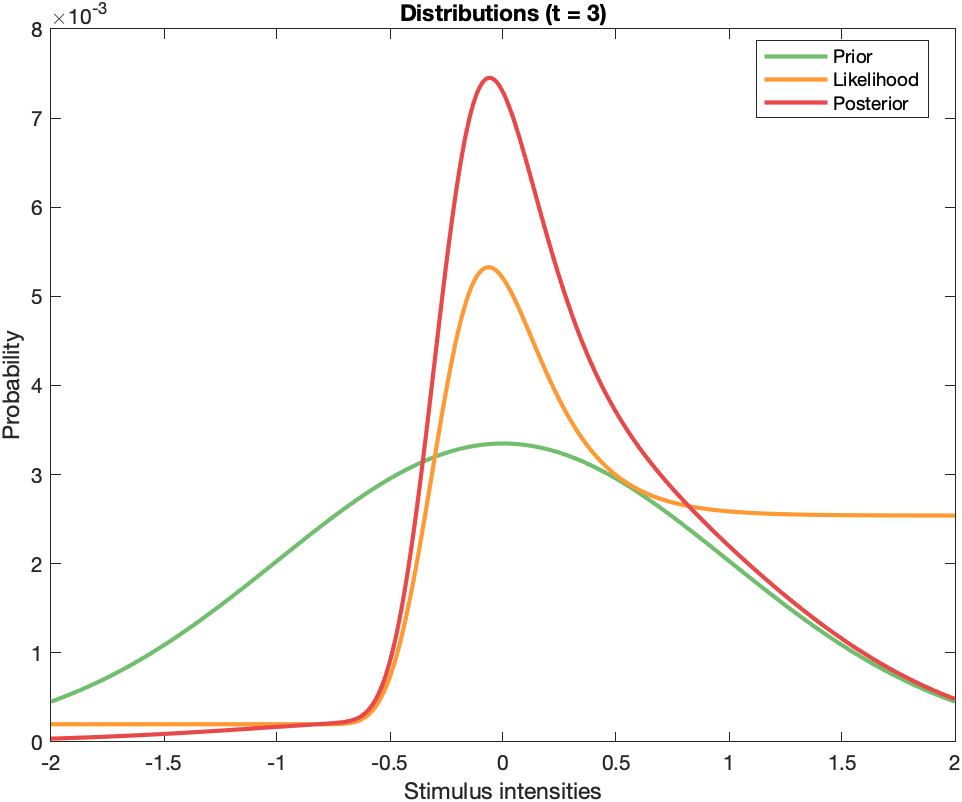 Distributions (t = 3)
×10⁻³
Prior
Likelihood
Posterior
8
7
6
5
4
3
2
1
0
Probability
-2 -1.5 -1 -0.5 0 0.5 1 1.5 2
Stimulus intensities